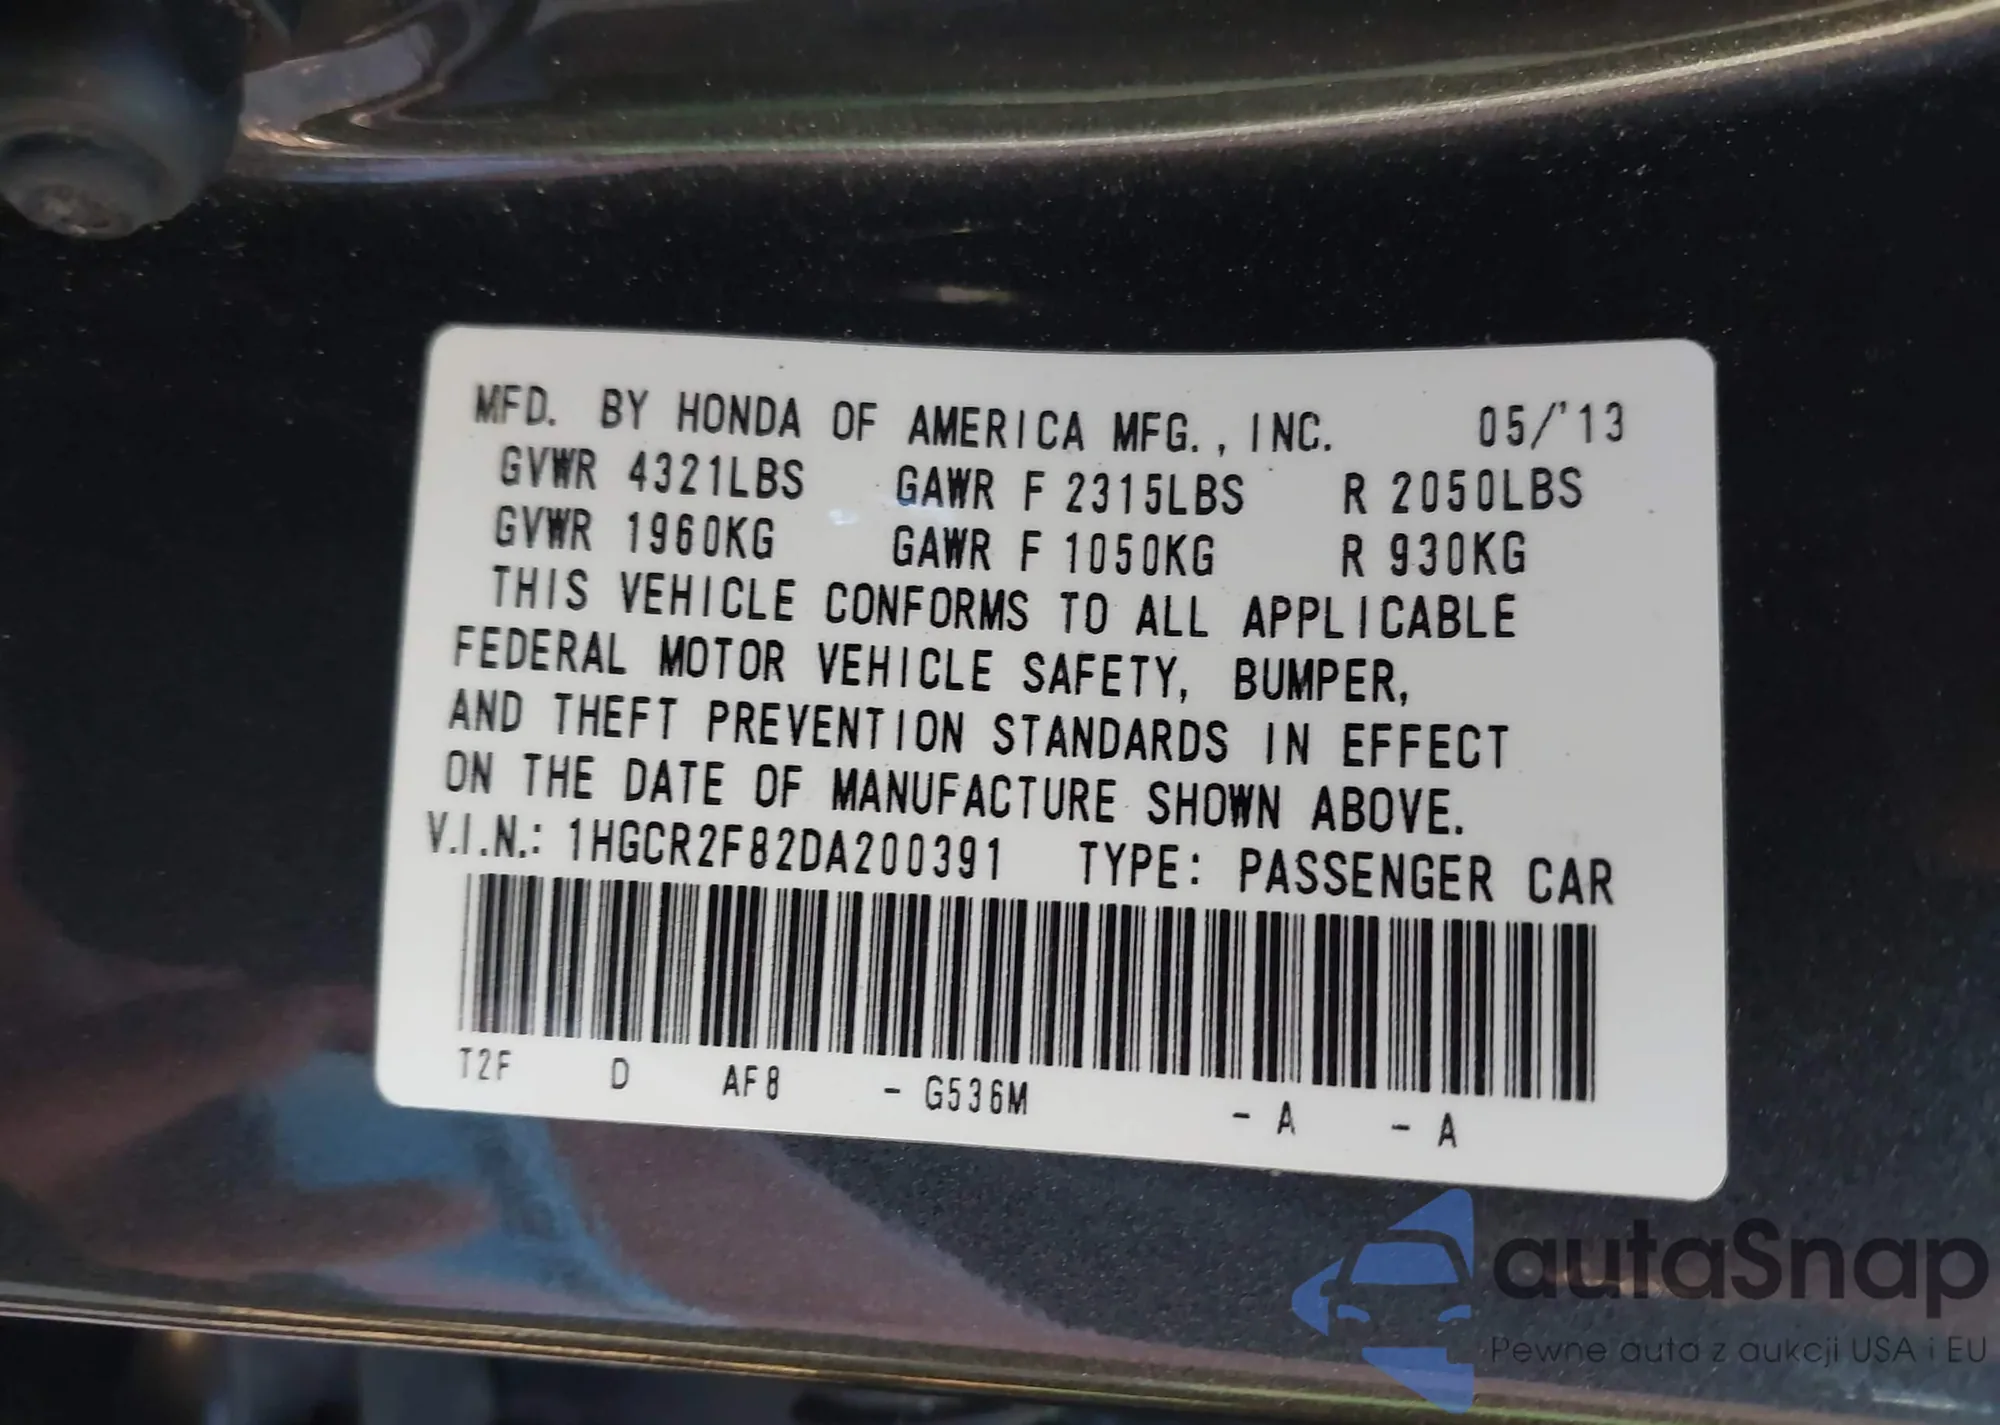 MFD. BY HONDA OF AMERICA MFG., INC. 05/'13
GVWR 4321LBS GAWR F 2315LBS R 2050LBS
GVWR 1960KG GAWR F 1050KG R 930KG
THIS VEHICLE CONFORMS TO ALL APPLICABLE
FEDERAL MOTOR VEHICLE SAFETY, BUMPER,
AND THEFT PREVENTION STANDARDS IN EFFECT
ON THE DATE OF MANUFACTURE SHOWN ABOVE.
V.I.N.: 1HGCR2F82DA200391 TYPE: PASSENGER CAR
T2F D AF8 - G536M - A - A
autaSnap
Pewne auta z aukcji USA i EU